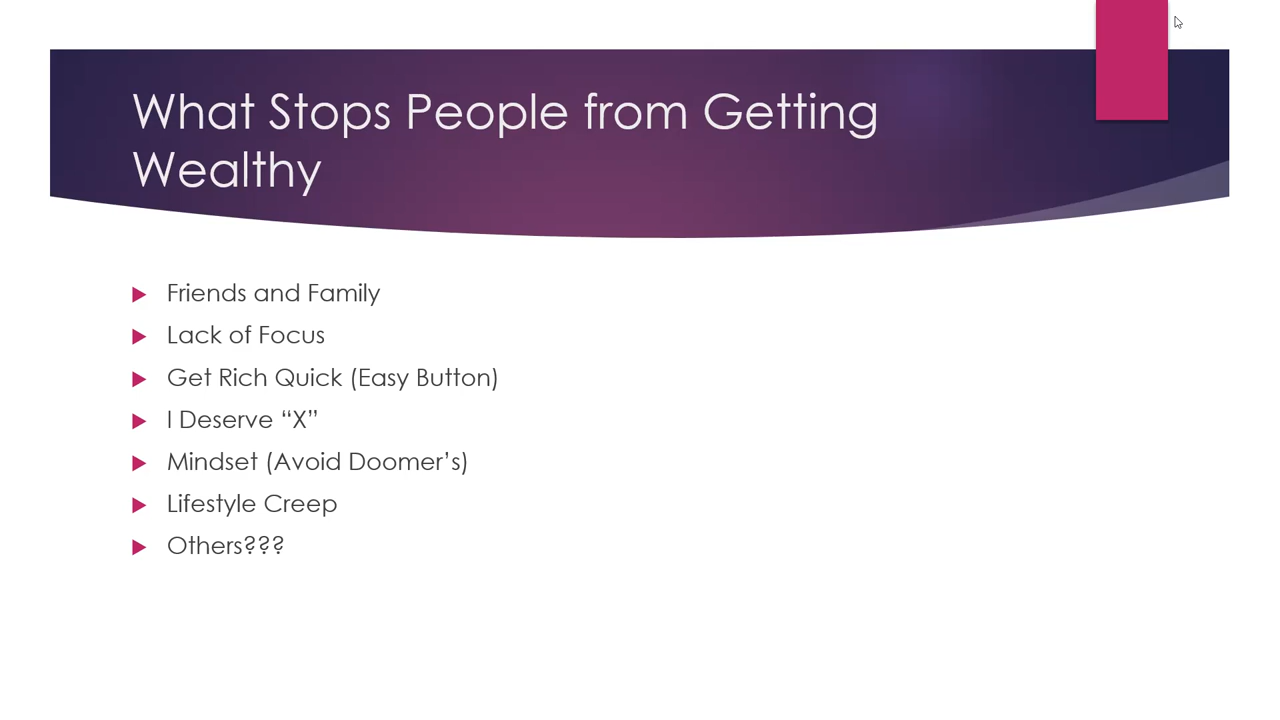 What Stops People from Getting
Wealthy
Friends and Family
Lack of Focus
Get Rich Quick (Easy Button)
I Deserve “X”
Mindset (Avoid Doomer’s)
Lifestyle Creep
Others???